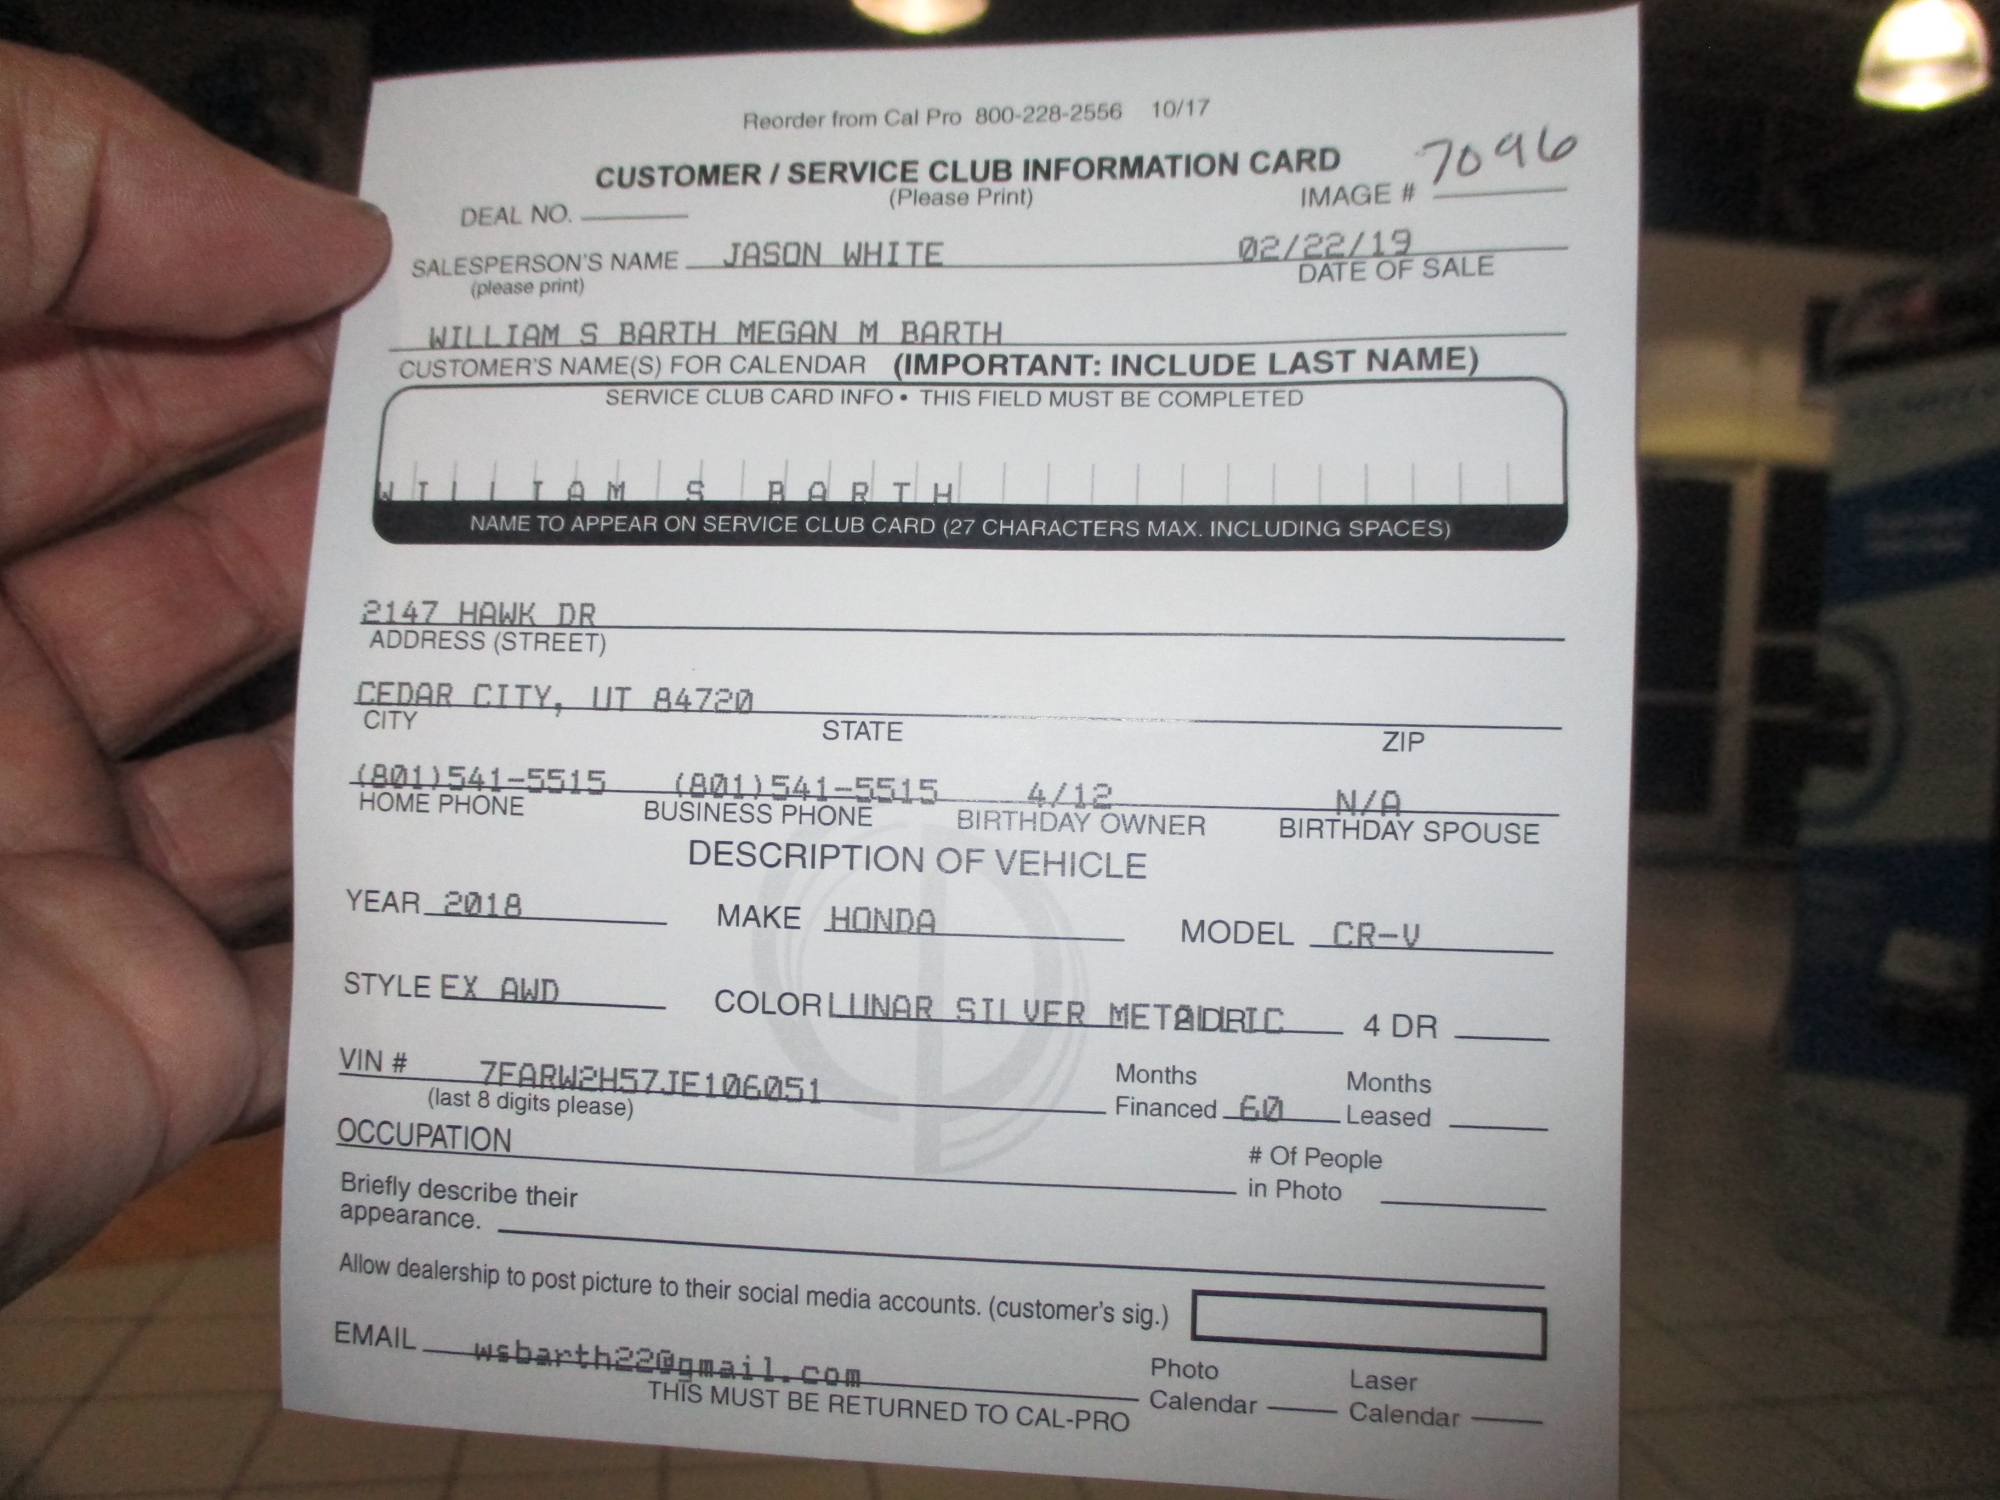 Reorder from Cal Pro 800-228-2556 10/17
CUSTOMER / SERVICE CLUB INFORMATION CARD
(Please Print)
IMAGE # 7096
DEAL NO.
SALESPERSON'S NAME JASON WHITE 02/22/19
(please print) DATE OF SALE
WILLIAM S BARTH MEGAN M BARTH
CUSTOMER'S NAME(S) FOR CALENDAR (IMPORTANT: INCLUDE LAST NAME)
SERVICE CLUB CARD INFO • THIS FIELD MUST BE COMPLETED
WILLIAM S BARTH
NAME TO APPEAR ON SERVICE CLUB CARD (27 CHARACTERS MAX. INCLUDING SPACES)
2147 HAWK DR
ADDRESS (STREET)
CEDAR CITY, UT 84720
CITY STATE ZIP
(801)541-5515 (801)541-5515 4/12 N/A
HOME PHONE BUSINESS PHONE BIRTHDAY OWNER BIRTHDAY SPOUSE
DESCRIPTION OF VEHICLE
YEAR 2018 MAKE HONDA MODEL CR-V
STYLE EX AWD COLOR LUNAR SILVER 4 DR
VIN # 7FARW2H57JE106051
(last 8 digits please)
Months Financed 60
Months Leased
OCCUPATION
# Of People
in Photo
Briefly describe their
appearance.
Allow dealership to post picture to their social media accounts. (customer's sig.)
EMAIL wsbarth22@gmail.com
Photo
Calendar
Laser
Calendar
THIS MUST BE RETURNED TO CAL-PRO